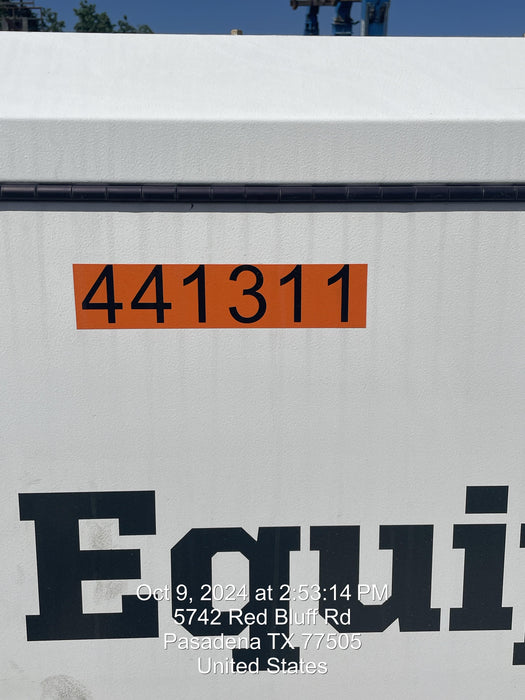 441311
Equi
Oct 9, 2024 at 2:53:14 PM
5742 Red Bluff Rd
Pasadena TX 77505
United States